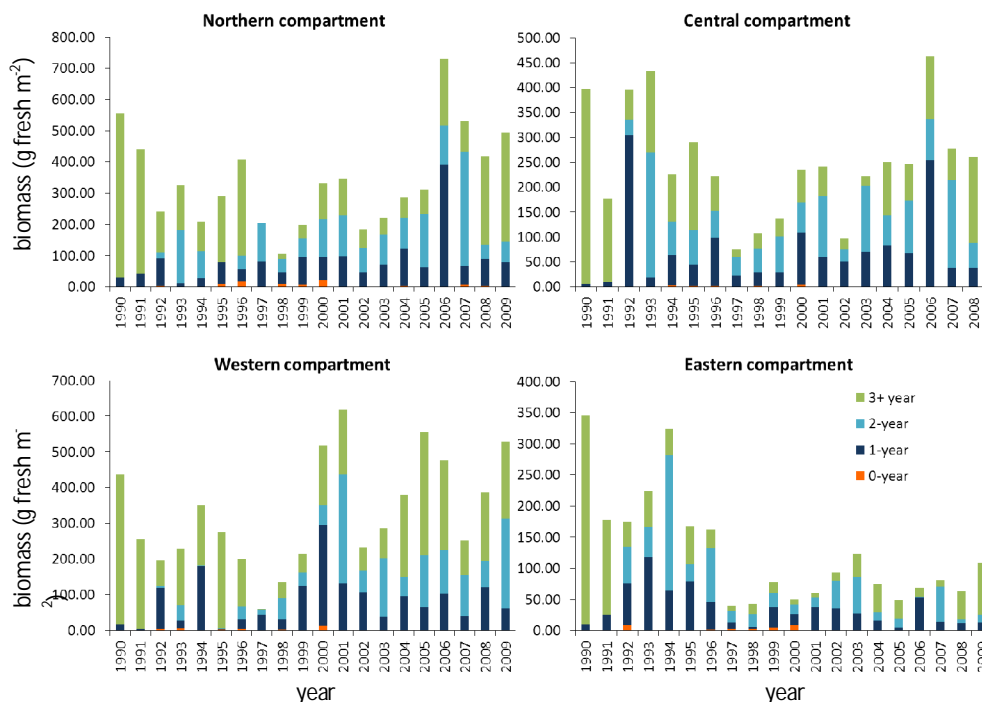 Northern compartment
biomass (g fresh m-2)
800.00
700.00
600.00
500.00
400.00
300.00
200.00
100.00
0.00
1990 1991 1992 1993 1994 1995 1996 1997 1998 1999 2000 2001 2002 2003 2004 2005 2006 2007 2008 2009
Central compartment
500.00
450.00
400.00
350.00
300.00
250.00
200.00
150.00
100.00
50.00
0.00
1990 1991 1992 1993 1994 1995 1996 1997 1998 1999 2000 2001 2002 2003 2004 2005 2006 2007 2008
Western compartment
biomass (g fresh m-
2)
700.00
600.00
500.00
400.00
300.00
200.00
100.00
0.00
1990 1991 1992 1993 1994 1995 1996 1997 1998 1999 2000 2001 2002 2003 2004 2005 2006 2007 2008 2009
year
Eastern compartment
400.00
350.00
300.00
250.00
200.00
150.00
100.00
50.00
0.00
3+ year
2-year
1-year
0-year
1990 1991 1992 1993 1994 1995 1996 1997 1998 1999 2000 2001 2002 2003 2004 2005 2006 2007 2008
year